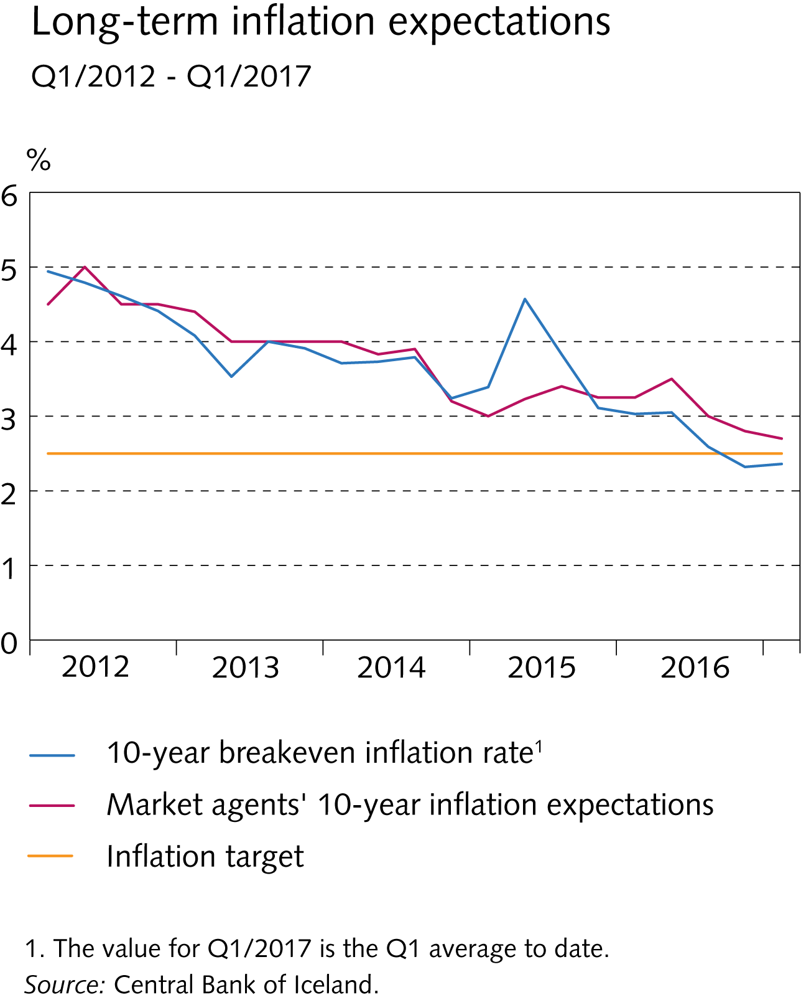 Long-term inflation expectations
Q1/2012 - Q1/2017
%
6
5
4
3
2
1
0
2012 2013 2014 2015 2016
10-year breakeven inflation rate¹
Market agents' 10-year inflation expectations
Inflation target
1. The value for Q1/2017 is the Q1 average to date.
Source: Central Bank of Iceland.